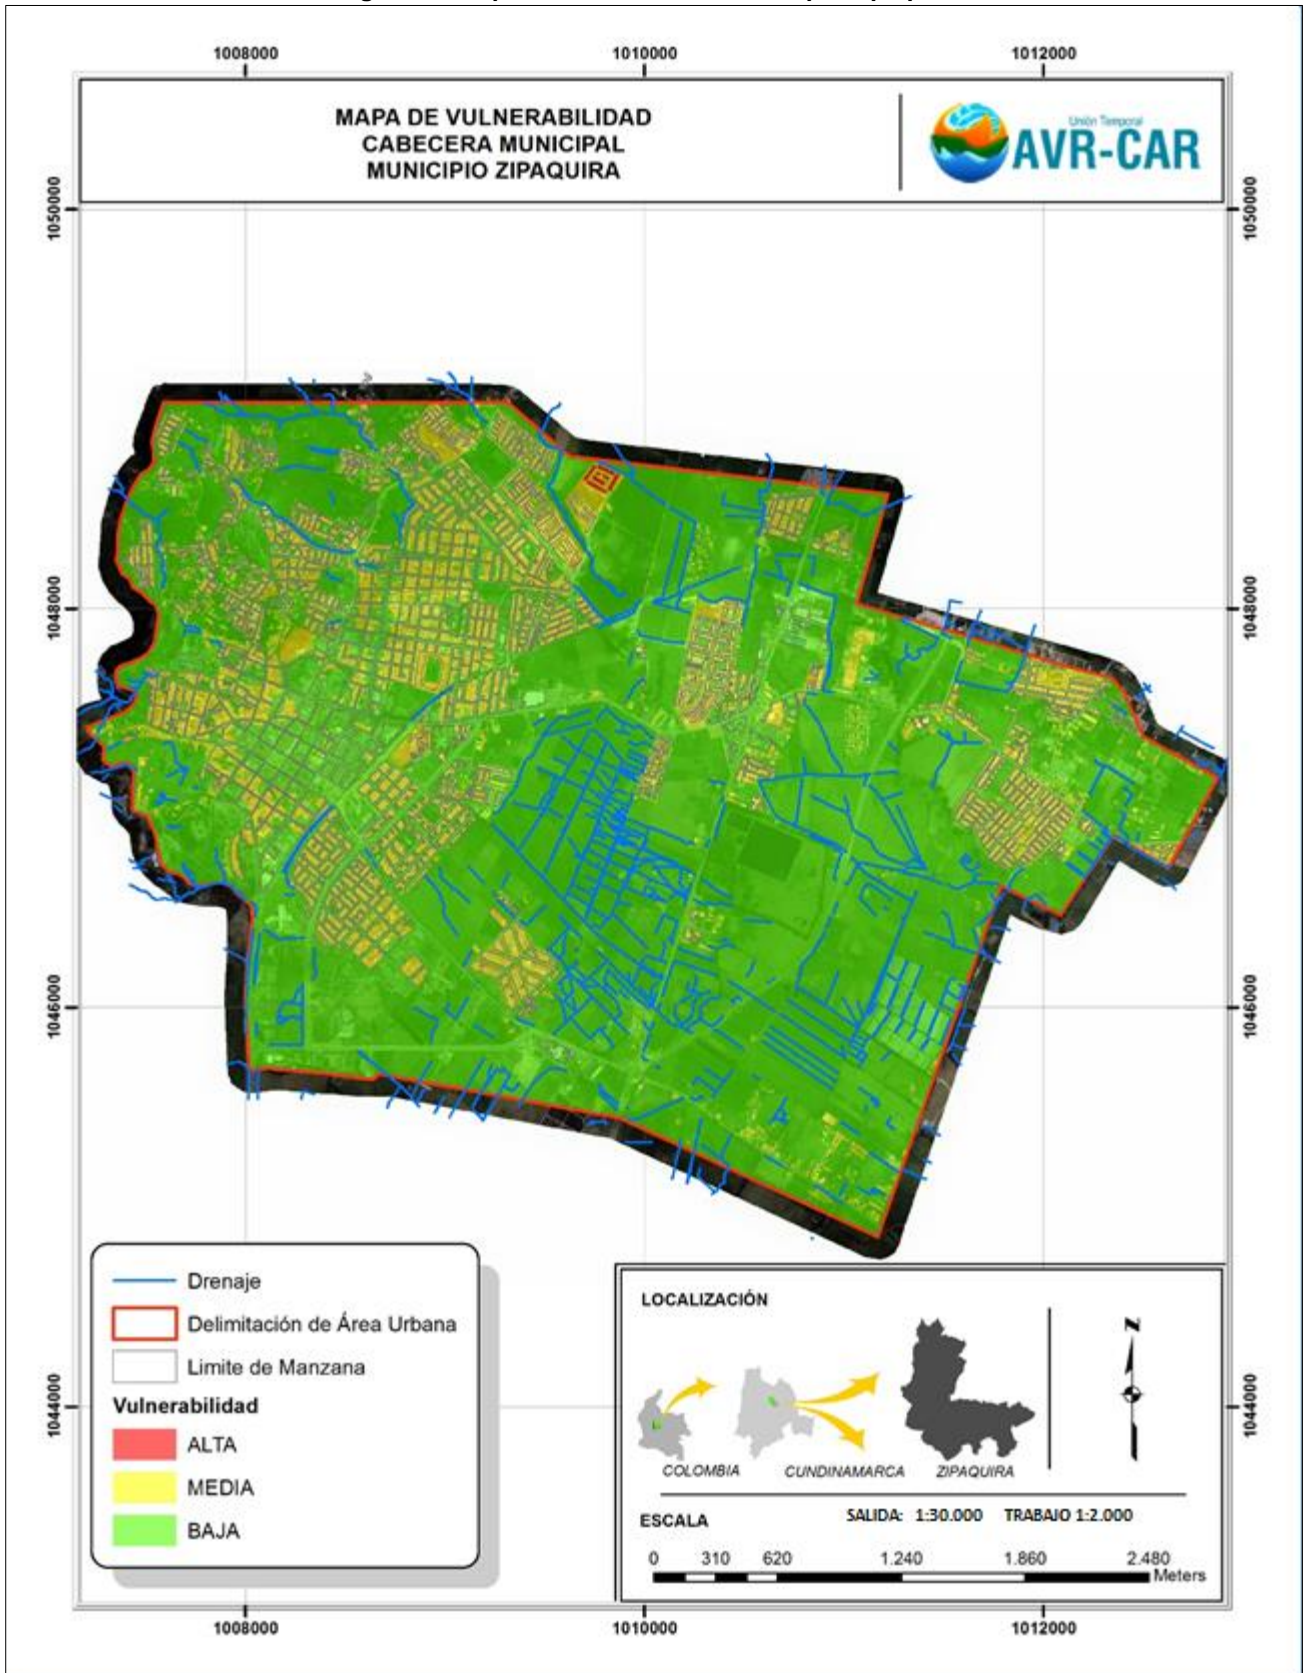 1008000 1010000 1012000
MAPA DE VULNERABILIDAD
CABECERA MUNICIPAL
MUNICIPIO ZIPAQUIRA
Unión Temporal
AVR-CAR
1050000 1050000
1048000 1048000
1046000 1046000
1044000 1044000
Drenaje
Delimitación de Área Urbana
Limite de Manzana
Vulnerabilidad
ALTA
MEDIA
BAJA
LOCALIZACIÓN
N
COLOMBIA CUNDINAMARCA ZIPAQUIRA
ESCALA SALIDA: 1:30.000 TRABAJO 1:2.000
0 310 620 1.240 1.860 2.480
Meters
1008000 1010000 1012000